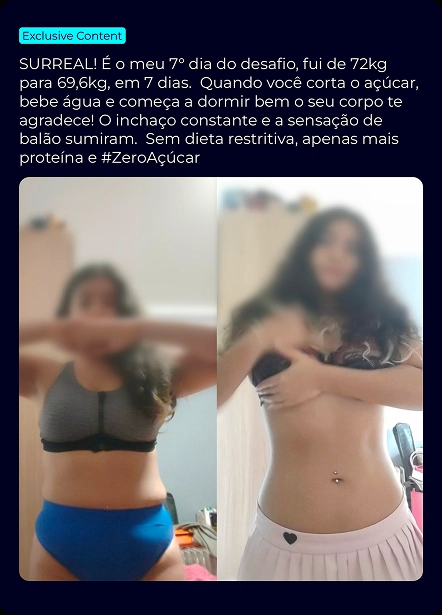 Exclusive Content
SURREAL! É o meu 7° dia do desafio, fui de 72kg
para 69,6kg, em 7 dias. Quando você corta o açúcar,
bebe água e começa a dormir bem o seu corpo te
agradece! O inchaço constante e a sensação de
balão sumiram. Sem dieta restritiva, apenas mais
proteína e #ZeroAçúcar